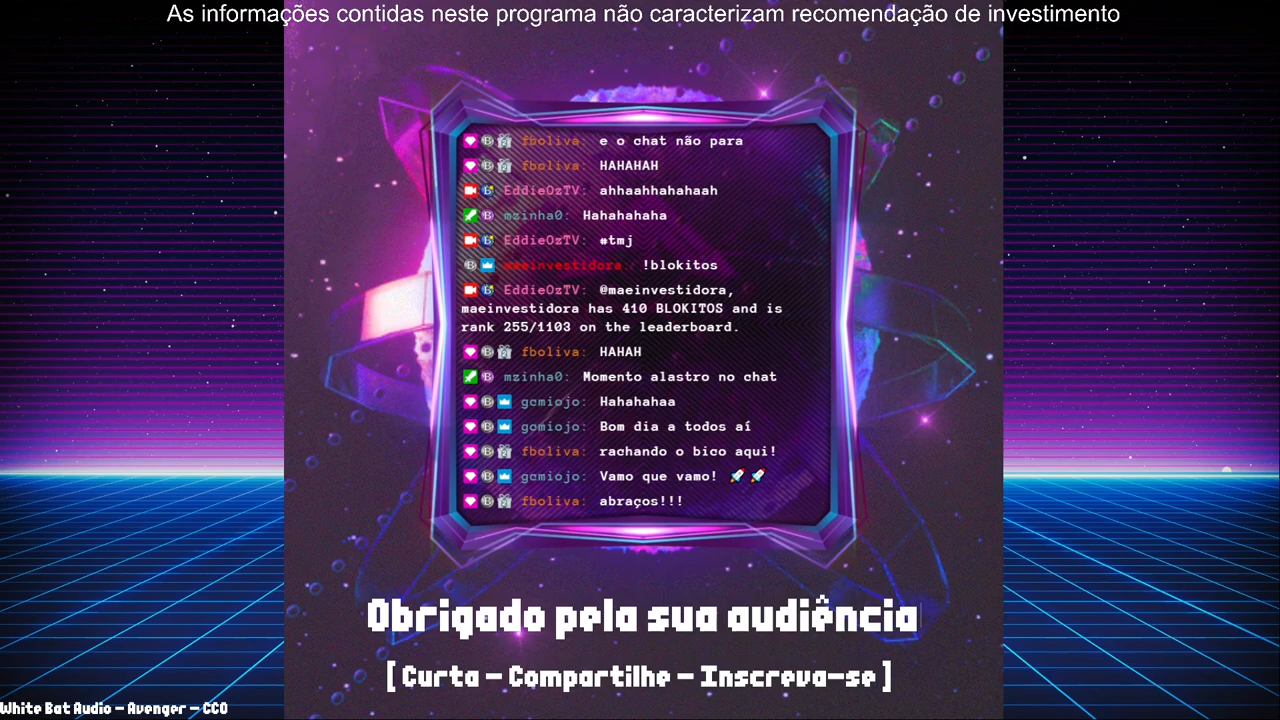 As informações contidas neste programa não caracterizam recomendação de investimento
fboliva: e o chat não para
fboliva: HAHAHAH
EddieOzTV: ahhaahhahahaah
mzinha0: Hahahahaha
EddieOzTV: #tmj
maeinvestidora: !blokitos
EddieOzTV: @maeinvestidora,
maeinvestidora has 410 BLOKITOS and is
rank 255/1103 on the leaderboard.
fboliva: HAHAH
mzinha0: Momento alastro no chat
gcmiojo: Hahahahaa
gcmiojo: Bom dia a todos aí
fboliva: rachando o bico aqui!
gcmiojo: Vamo que vamo! 🚀 🚀
fboliva: abraços!!!
Obrigado pela sua audiência
[ Curta - Compartilhe - Inscreva-se ]
White Bat Audio - Avenger - CCO